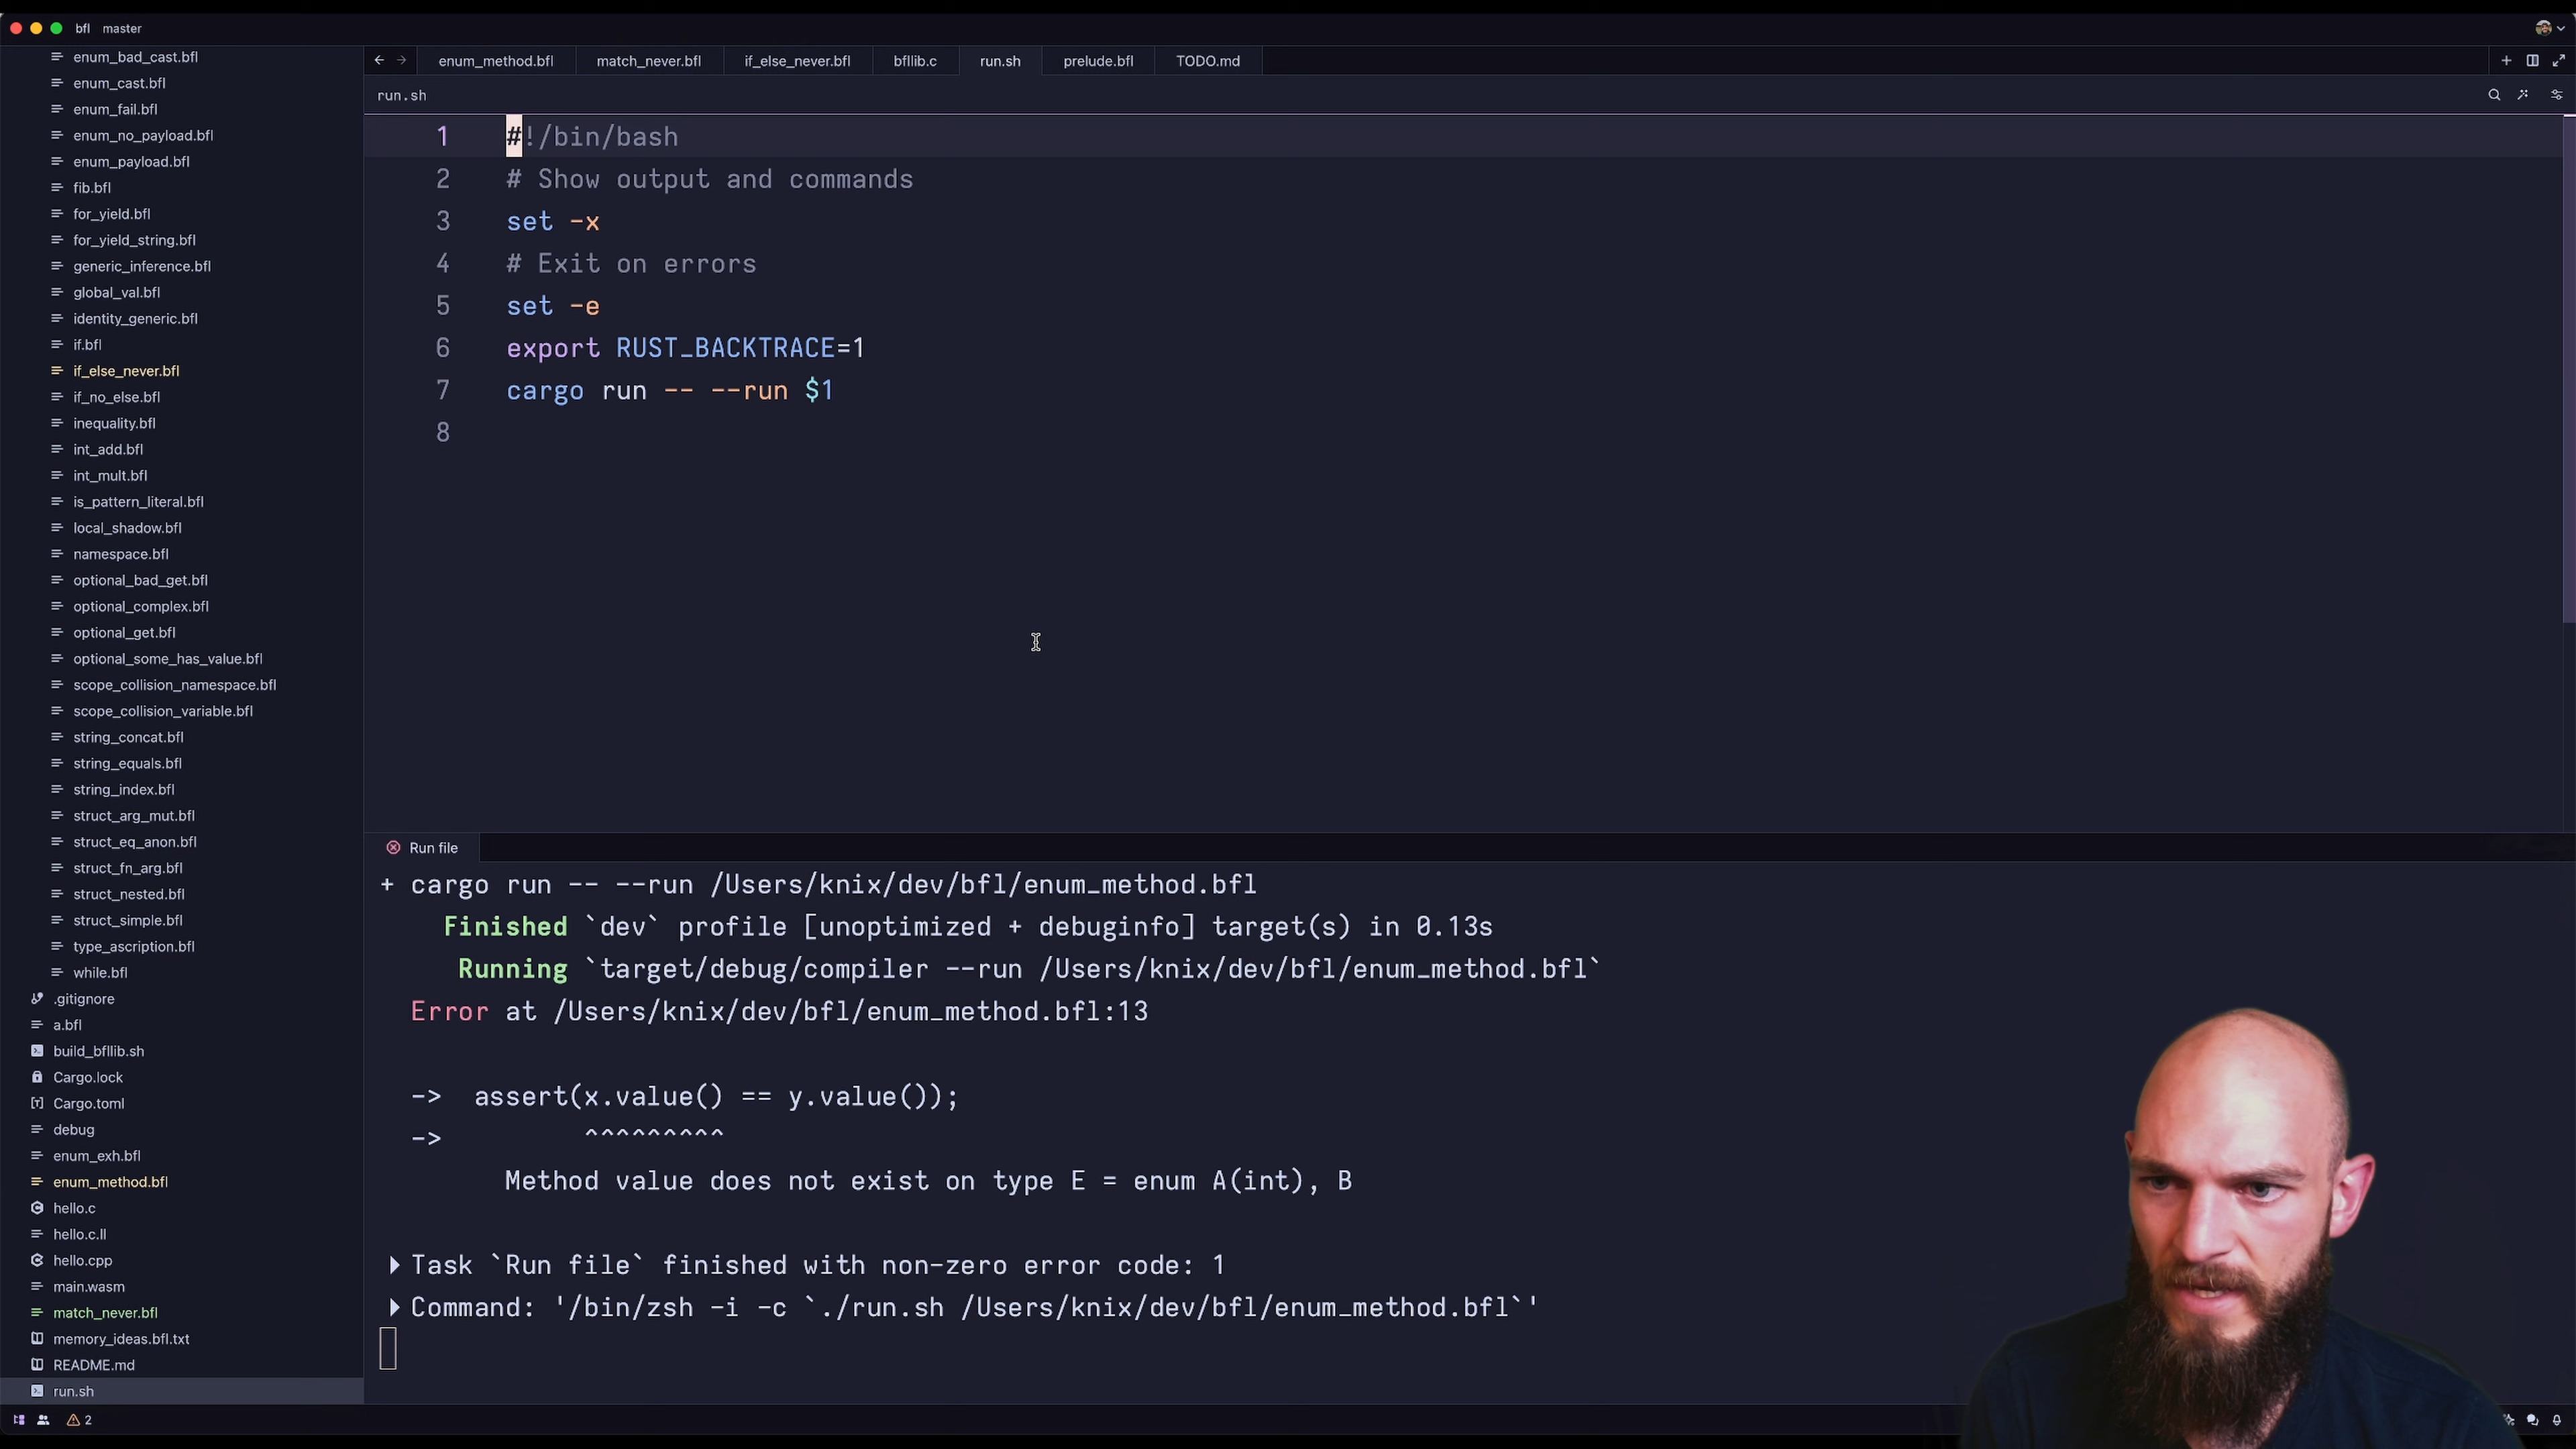 bfl master
enum_bad_cast.bfl
enum_cast.bfl
enum_fail.bfl
enum_no_payload.bfl
enum_payload.bfl
fib.bfl
for_yield.bfl
for_yield_string.bfl
generic_inference.bfl
global_val.bfl
identity_generic.bfl
if.bfl
if_else_never.bfl
if_no_else.bfl
inequality.bfl
int_add.bfl
int_mult.bfl
is_pattern_literal.bfl
local_shadow.bfl
namespace.bfl
optional_bad_get.bfl
optional_complex.bfl
optional_get.bfl
optional_some_has_value.bfl
scope_collision_namespace.bfl
scope_collision_variable.bfl
string_concat.bfl
string_equals.bfl
string_index.bfl
struct_arg_mut.bfl
struct_eq_anon.bfl
struct_fn_arg.bfl
struct_nested.bfl
struct_simple.bfl
type_ascription.bfl
while.bfl
.gitignore
a.bfl
build_bfllib.sh
Cargo.lock
Cargo.toml
debug
enum_exh.bfl
enum_method.bfl
hello.c
hello.c.ll
hello.cpp
main.wasm
match_never.bfl
memory_ideas.bfl.txt
README.md
run.sh
2
enum_method.bfl match_never.bfl if_else_never.bfl bfllib.c run.sh prelude.bfl TODO.md
run.sh
1 #!/bin/bash
2 # Show output and commands
3 set -x
4 # Exit on errors
5 set -e
6 export RUST_BACKTRACE=1
7 cargo run -- --run $1
8
Run file
+ cargo run -- --run /Users/knix/dev/bfl/enum_method.bfl
Finished `dev` profile [unoptimized + debuginfo] target(s) in 0.13s
Running `target/debug/compiler --run /Users/knix/dev/bfl/enum_method.bfl`
Error at /Users/knix/dev/bfl/enum_method.bfl:13
-> assert(x.value() == y.value());
-> ^^^^^^^^^
Method value does not exist on type E = enum A(int), B
Task `Run file` finished with non-zero error code: 1
Command: '/bin/zsh -i -c `./run.sh /Users/knix/dev/bfl/enum_method.bfl`'